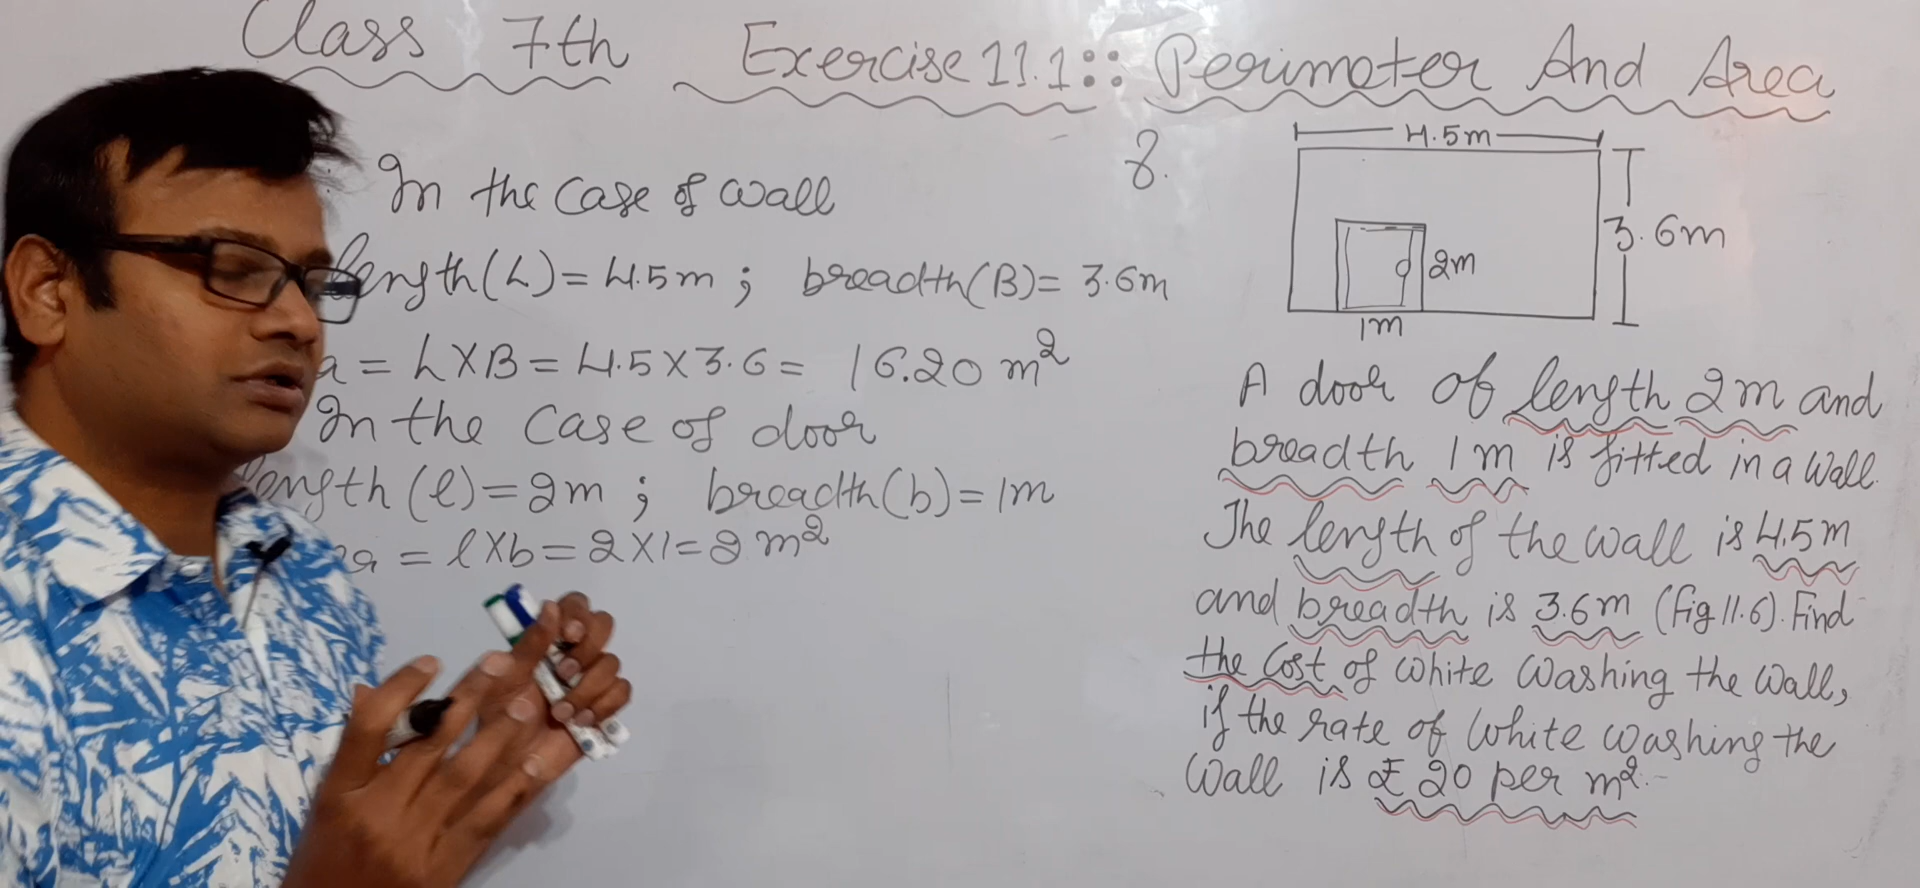 Class 7th Exercise 11.1:: Perimeter And Area
In the case of wall
length(L) = 4.5m ; breadth(B) = 3.6m
a = L×B = 4.5×3.6 = 16.20 m²
In the case of door
length (l) = 2m ; breadth(b) = 1m
a = l×b = 2×1 = 2 m²
8.
4.5m
3.6m
2m
1m
A door of length 2m and
breadth 1m is fitted in a wall.
The length of the wall is 4.5m
and breadth is 3.6m (fig 11.6). Find
the cost of white washing the wall,
if the rate of white washing the
wall is ₹ 20 per m².